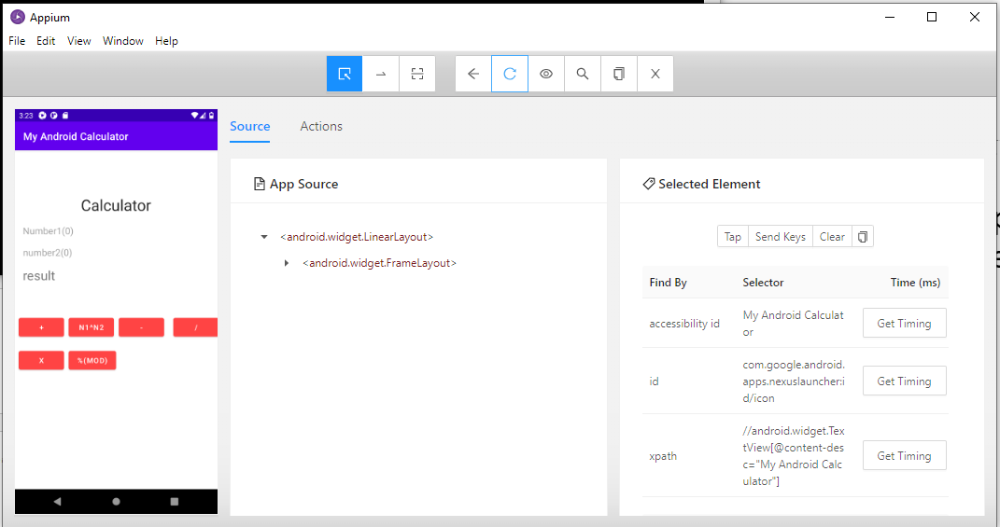 Appium
File Edit View Window Help
3:23
My Android Calculator
Calculator
Number1(0)
number2(0)
result
+ N1^N2 - /
X %(MOD)
Source Actions
App Source
<android.widget.LinearLayout>
<android.widget.FrameLayout>
Selected Element
Tap Send Keys Clear
Find By Selector Time (ms)
accessibility id My Android Calculat
or Get Timing
com.google.android.
id apps.nexuslauncher:i Get Timing
d/icon
//android.widget.Tex
tView[@content-des
xpath c="My Android Calc Get Timing
ulator"]